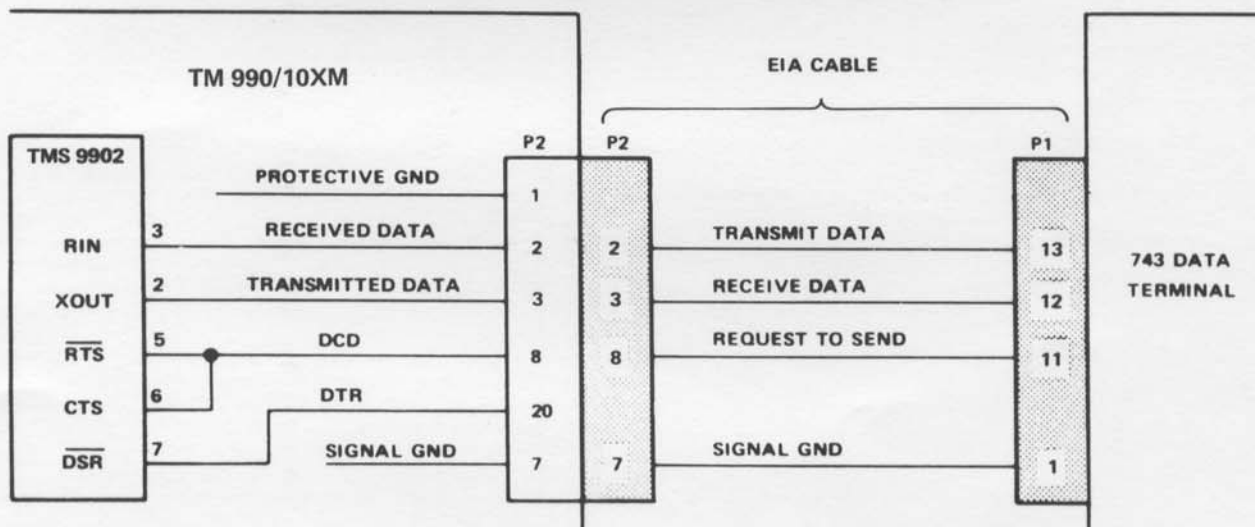 TM 990/10XM
EIA CABLE
TMS 9902
P2
P2
P1
PROTECTIVE GND
1
RIN
3
RECEIVED DATA
2
2
TRANSMIT DATA
13
XOUT
2
TRANSMITTED DATA
3
3
RECEIVE DATA
12
743 DATA
TERMINAL
RTS
5
DCD
8
8
REQUEST TO SEND
11
CTS
6
DTR
20
DSR
7
SIGNAL GND
7
7
SIGNAL GND
1